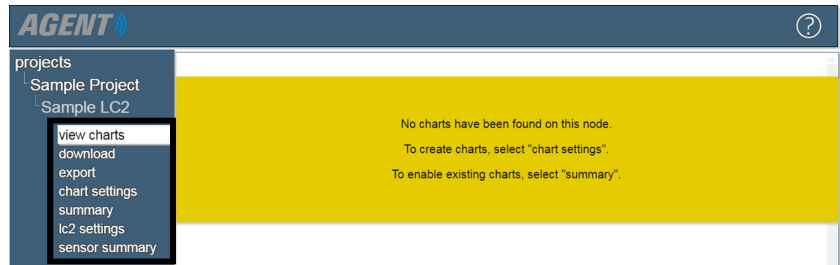 AGENT
?
projects
Sample Project
Sample LC2
view charts
download
export
chart settings
summary
lc2 settings
sensor summary
No charts have been found on this node.
To create charts, select "chart settings".
To enable existing charts, select "summary".